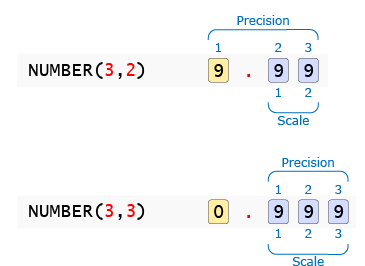 Precision
1 2 3
NUMBER(3,2) 9 . 9 9
1 2
Scale
Precision
1 2 3
NUMBER(3,3) 0 . 9 9 9
1 2 3
Scale